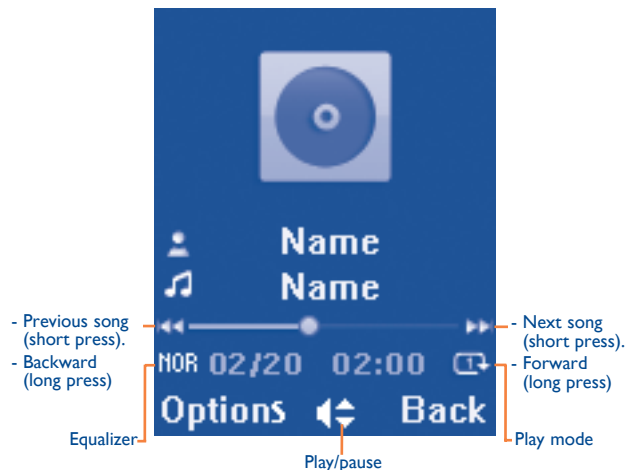 Name
Name
- Previous song
(short press).
- Backward
(long press)
- Next song
(short press).
- Forward
(long press)
NOR 02/20 02:00 1
Options Back
Equalizer
Play mode
Play/pause